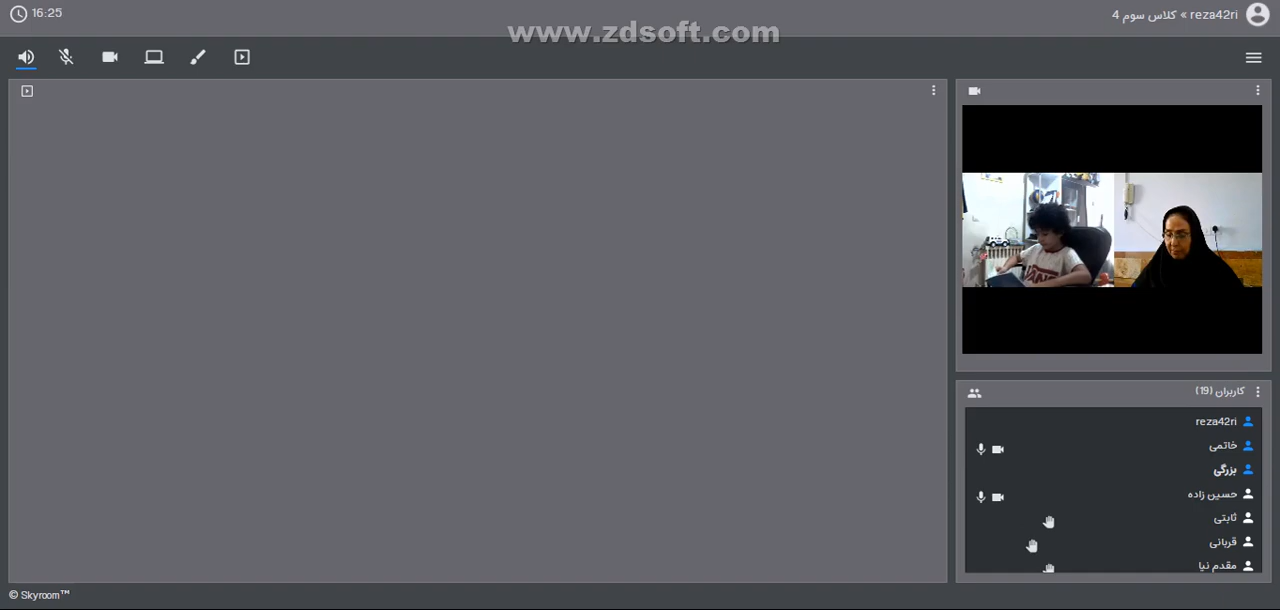 16:25
www.zdsoft.com
reza42ri » کلاس سوم 4
کاربران (19)
reza42ri
خاتمی
بزرگی
حسین زاده
ثابتی
قربانی
مقدم نیا
© Skyroom™